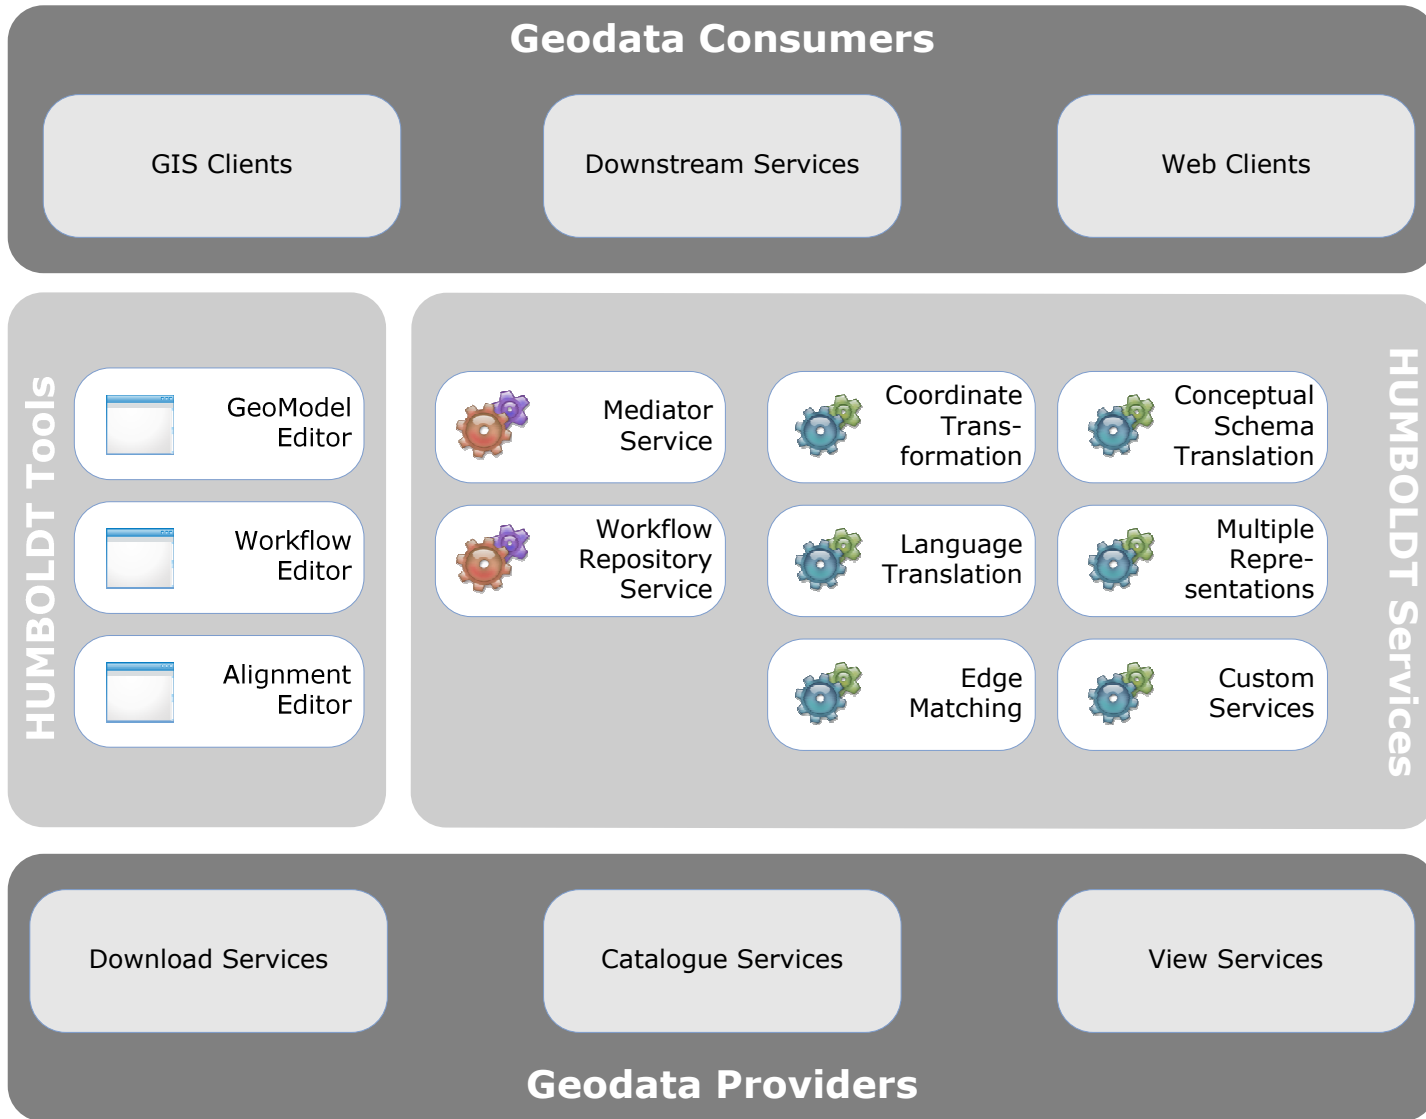 Geodata Consumers
GIS Clients
Downstream Services
Web Clients
HUMBOLDT Tools
GeoModel
Editor
Workflow
Editor
Alignment
Editor
Mediator
Service
Workflow
Repository
Service
Coordinate
Trans-
formation
Language
Translation
Edge
Matching
Conceptual
Schema
Translation
Multiple
Repre-
sentations
Custom
Services
HUMBOLDT Services
Download Services
Catalogue Services
View Services
Geodata Providers